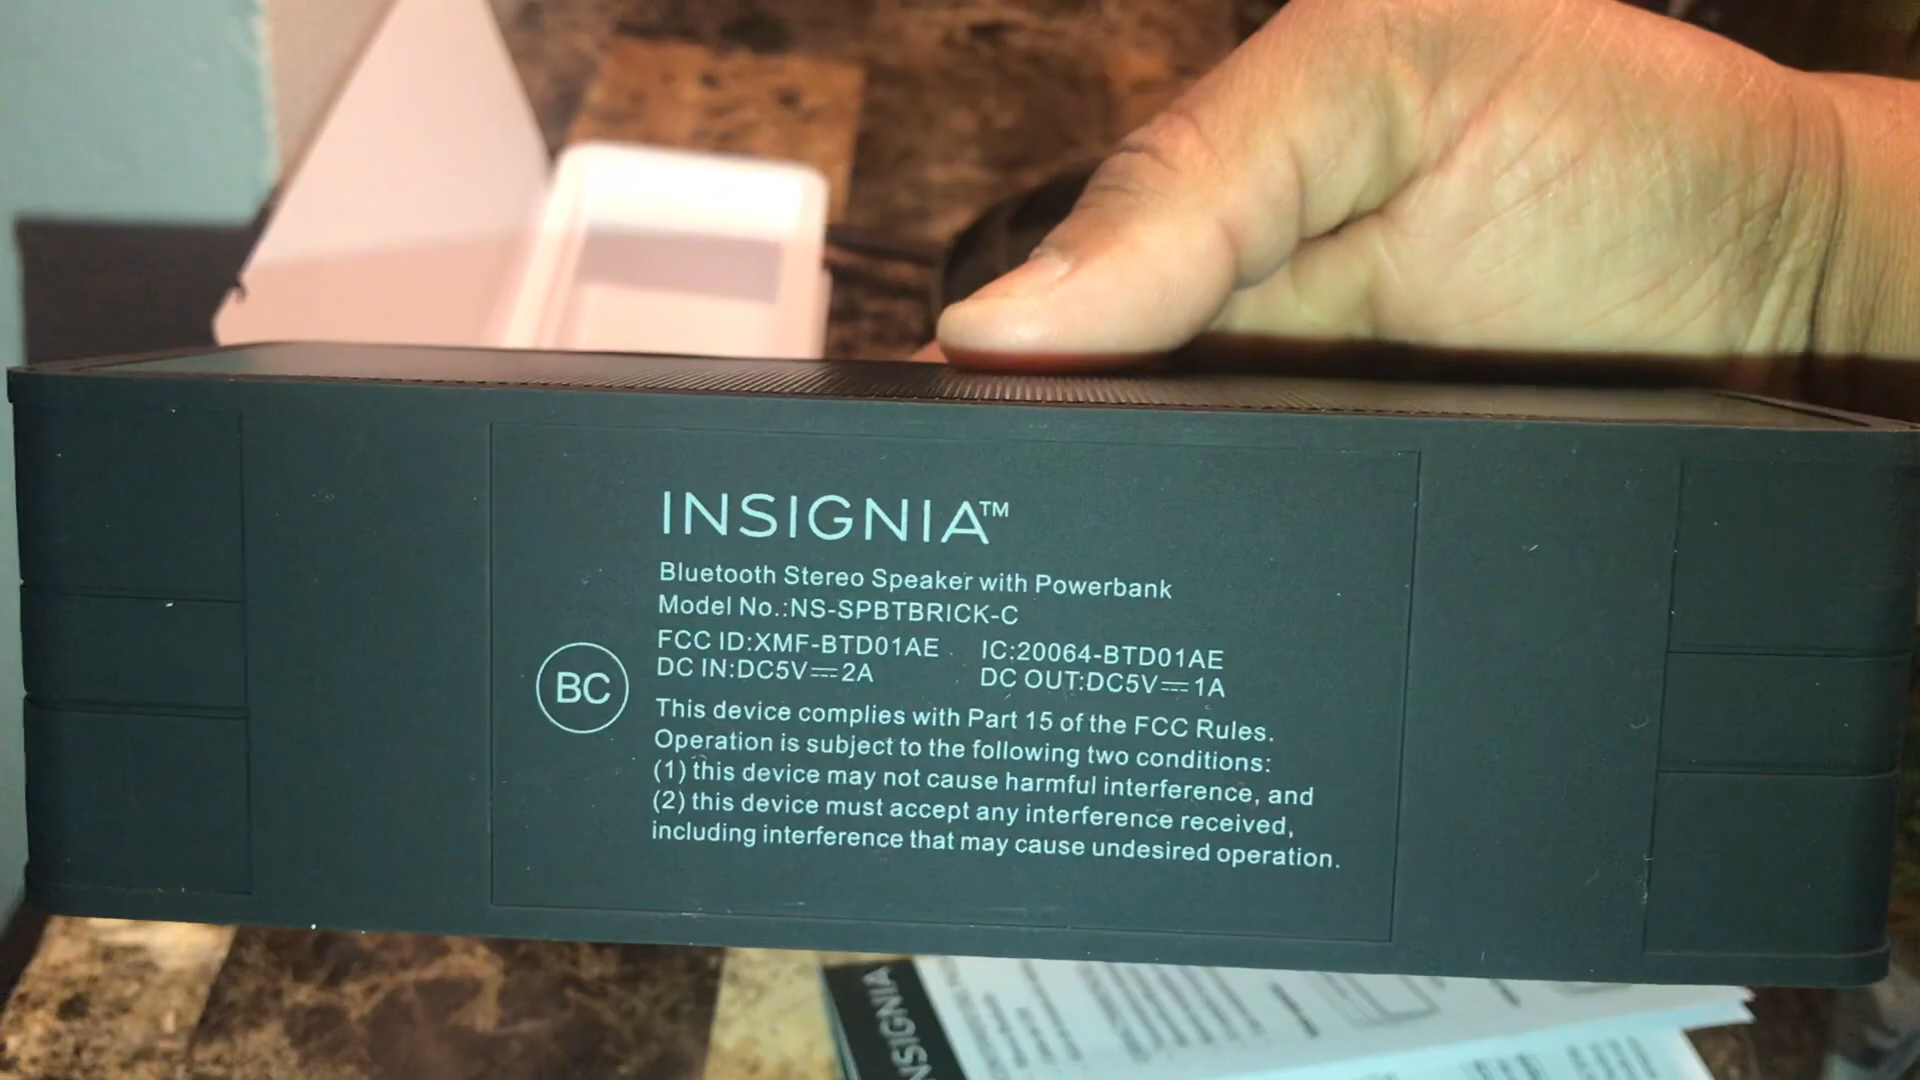 INSIGNIA™
Bluetooth Stereo Speaker with Powerbank
Model No.:NS-SPBTBRICK-C
FCC ID:XMF-BTD01AE IC:20064-BTD01AE
DC IN:DC5V⎓2A DC OUT:DC5V⎓1A
BC
This device complies with Part 15 of the FCC Rules.
Operation is subject to the following two conditions:
(1) this device may not cause harmful interference, and
(2) this device must accept any interference received,
including interference that may cause undesired operation.
INSIGNIA